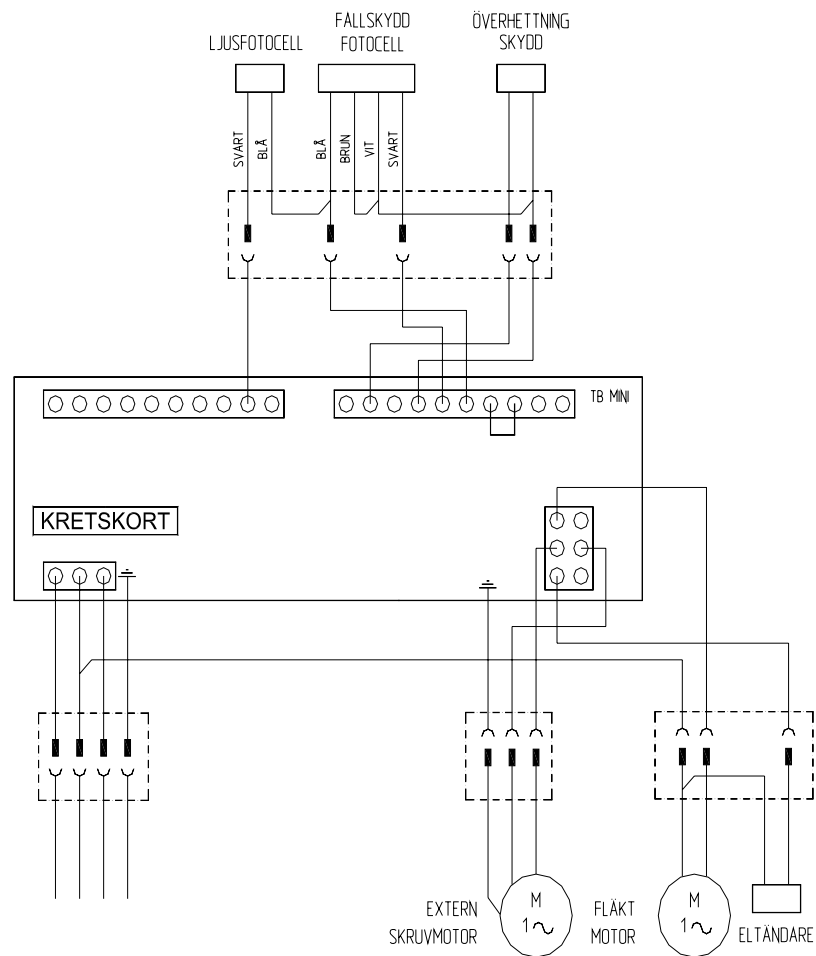 LJUSFOTOCELL
FALLSKYDD
FOTOCELL
ÖVERHETTNING
SKYDD
SVART
BLÅ
BLÅ
BRUN
VIT
SVART
TB MINI
KRETSKORT
EXTERN
SKRUVMOTOR
M
1~
FLÄKT
MOTOR
M
1~
ELTÄNDARE